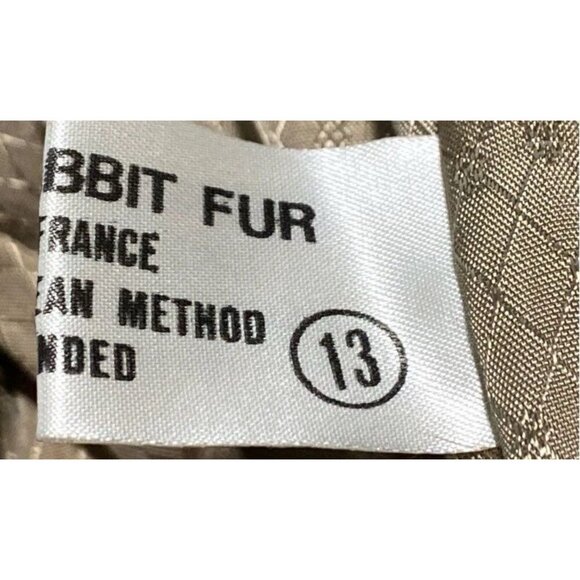 BBIT FUR
FRANCE
EAN METHOD
NDED
13